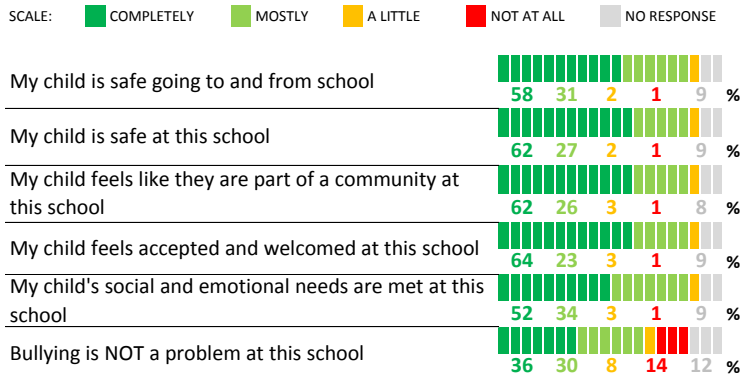 SCALE: COMPLETELY MOSTLY A LITTLE NOT AT ALL NO RESPONSE
My child is safe going to and from school
58 31 2 1 9 %
My child is safe at this school
62 27 2 1 9 %
My child feels like they are part of a community at
this school
62 26 3 1 8 %
My child feels accepted and welcomed at this school
64 23 3 1 9 %
My child's social and emotional needs are met at this
school
52 34 3 1 9 %
Bullying is NOT a problem at this school
36 30 8 14 12 %